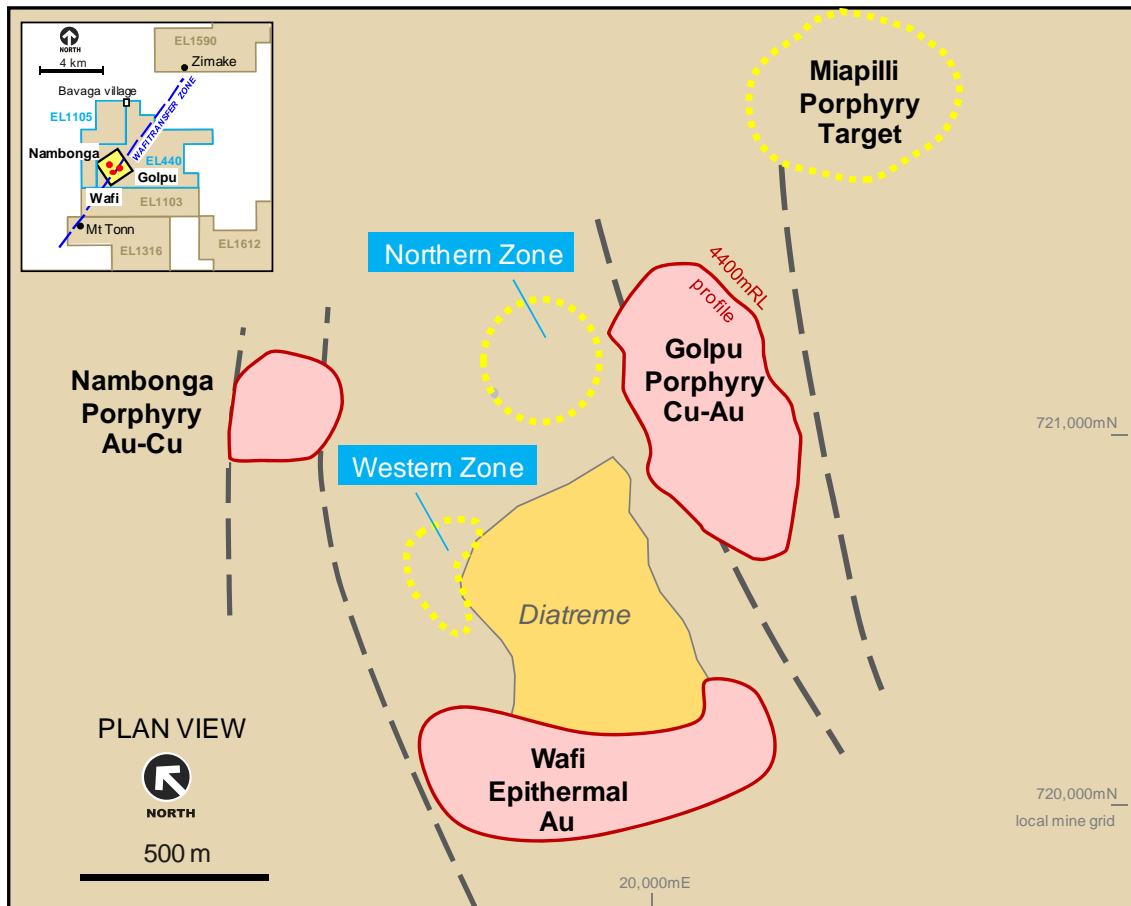 NORTH
4 km
EL1590
Zimake
Bavaga village
EL1105
WAFI TRANSFER ZONE
Nambonga
EL440
Golpu
Wafi
EL1103
Mt Tonn
EL1316
EL1612
Miapilli
Porphyry
Target
Northern Zone
4400mRL
profile
Golpu
Porphyry
Cu-Au
Nambonga
Porphyry
Au-Cu
721,000mN
Western Zone
Diatreme
PLAN VIEW
NORTH
500 m
Wafi
Epithermal
Au
720,000mN
local mine grid
20,000mE